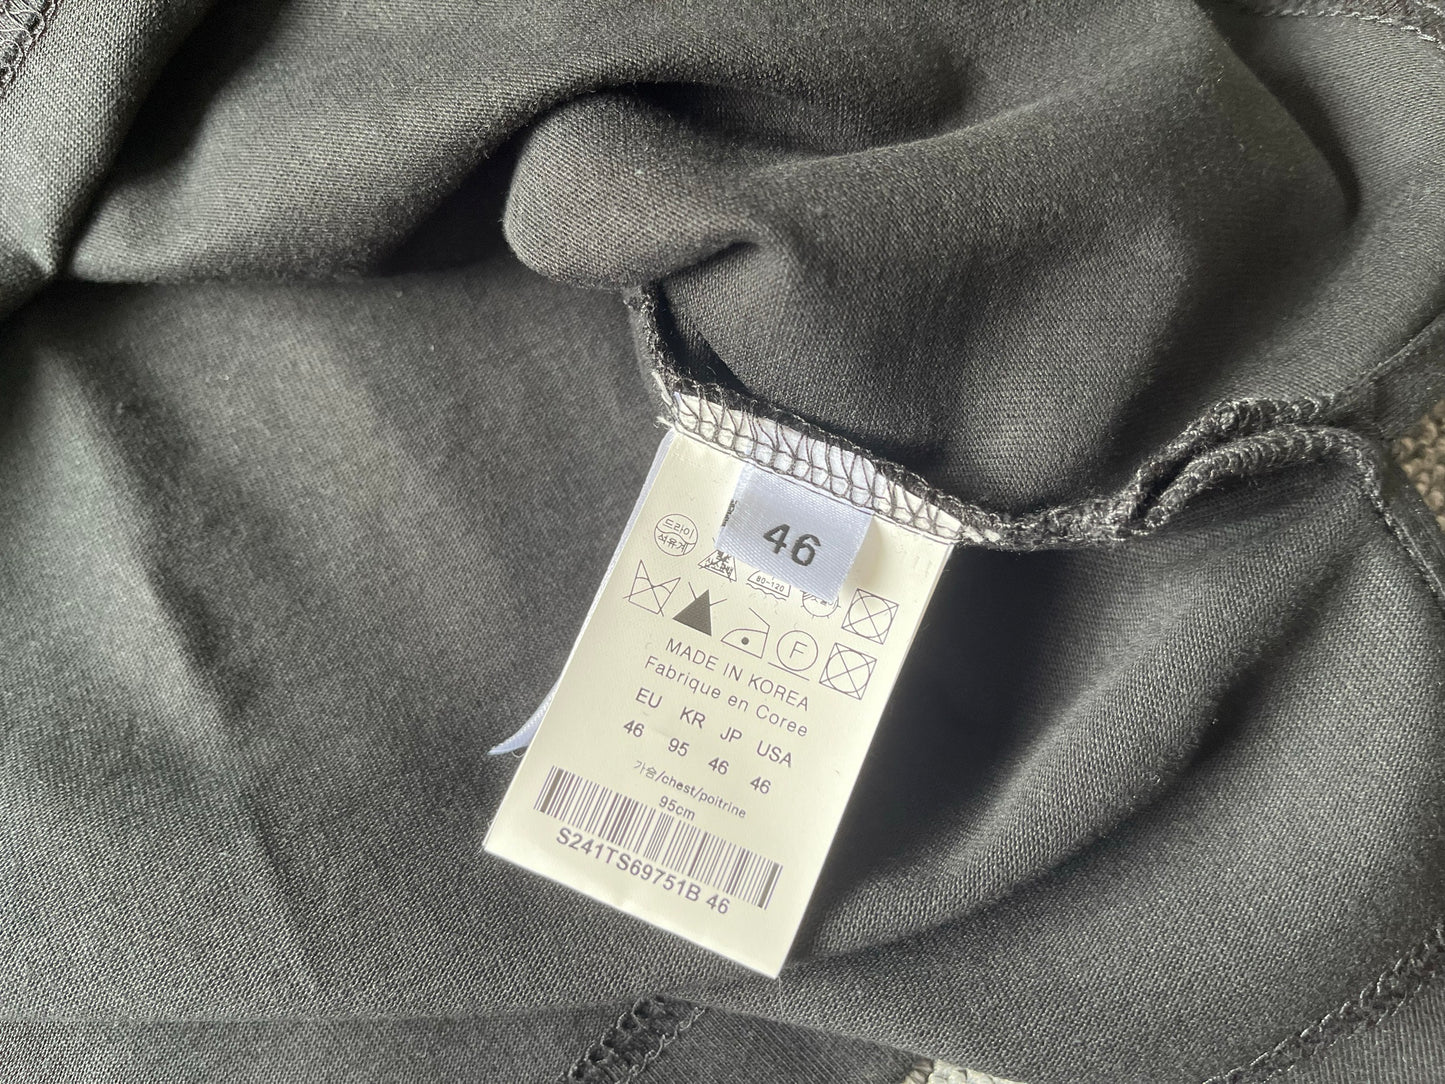 46
드라이
석유계
80-120
F
MADE IN KOREA
Fabrique en Coree
EU KR JP USA
46 95 46 46
가슴/chest/poitrine
95cm
S241TS69751B 46